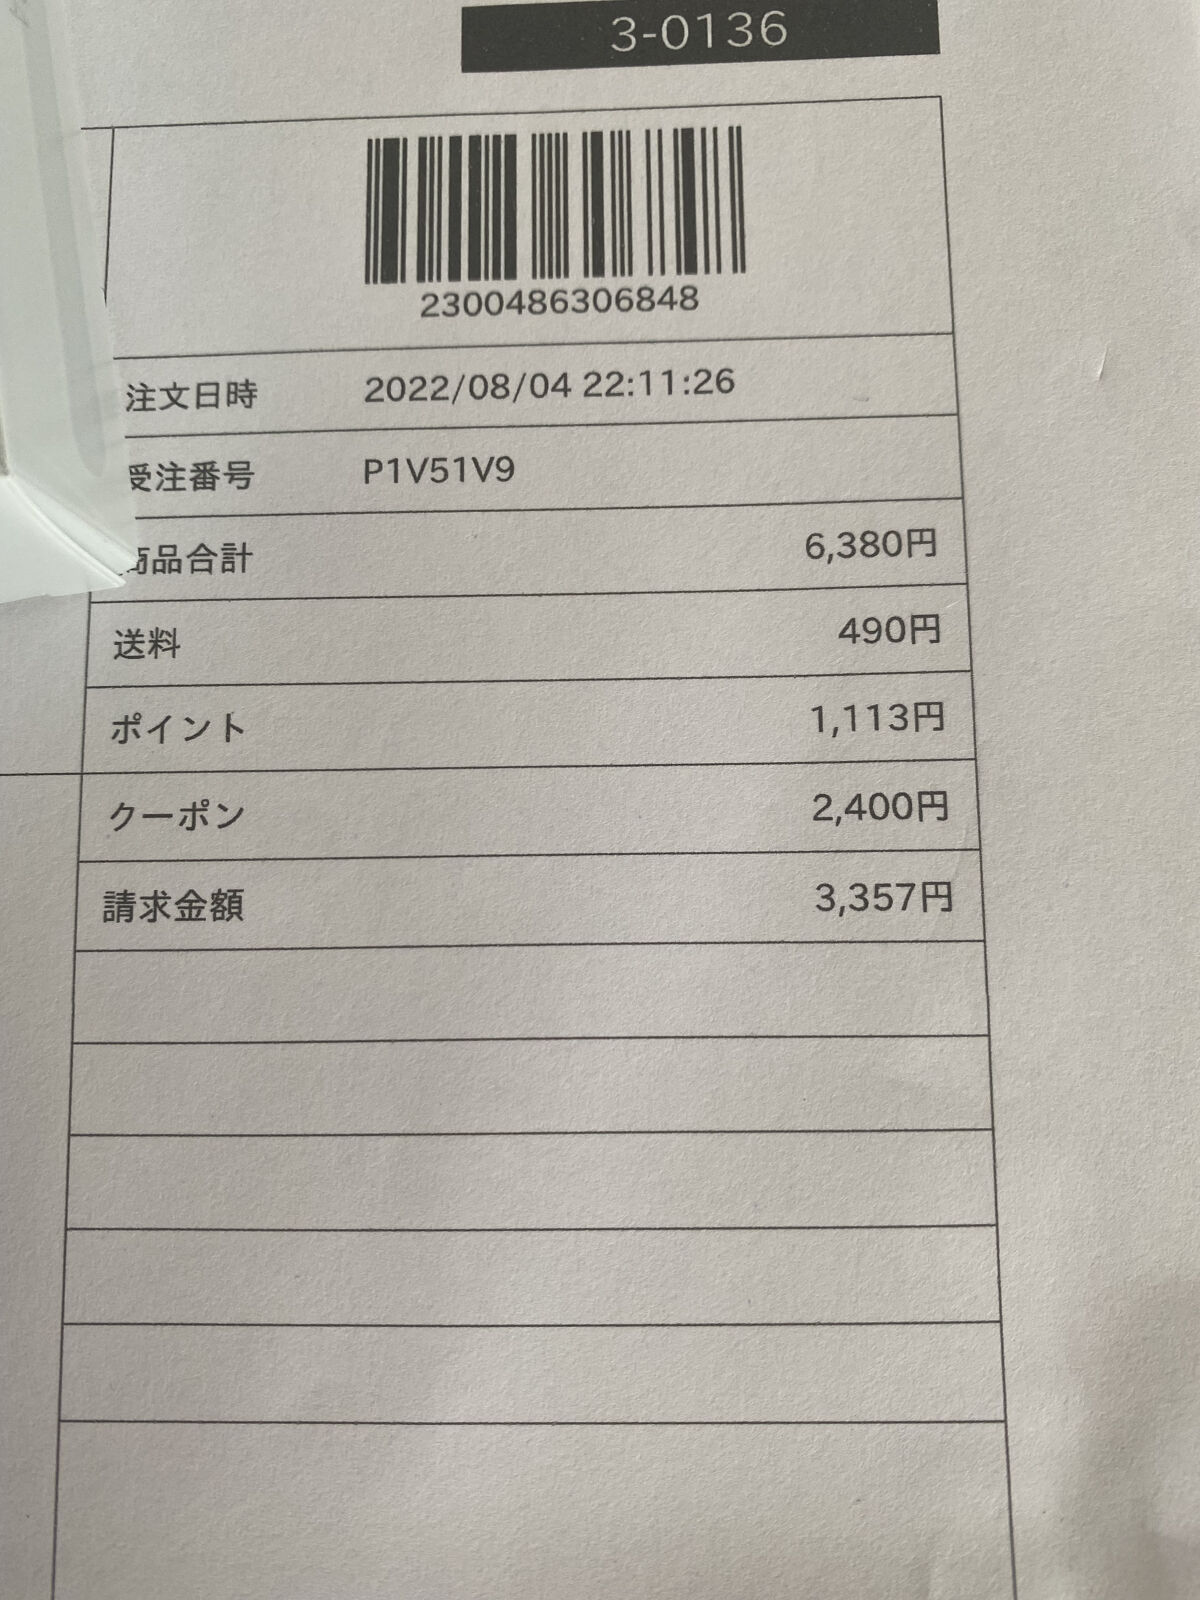 3-0136
2300486306848
注文日時 2022/08/04 22:11:26
受注番号 P1V51V9
商品合計 6,380円
送料 490円
ポイント 1,113円
クーポン 2,400円
請求金額 3,357円